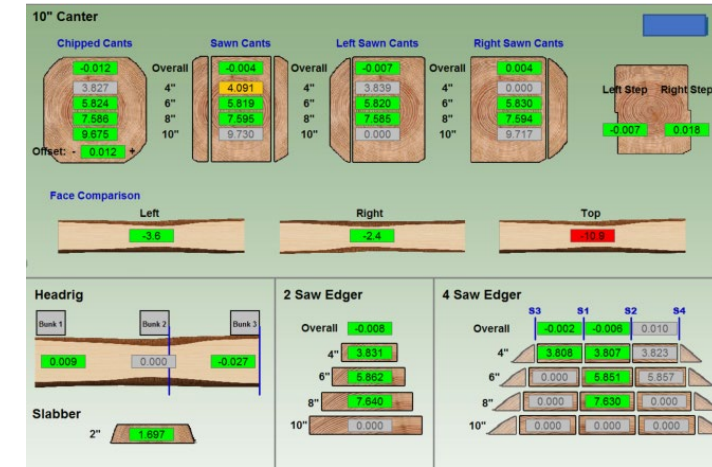 10" Canter
Chipped Cants Sawn Cants Left Sawn Cants Right Sawn Cants
-0.012 Overall -0.004 Overall -0.007 Overall 0.004
3.827 4" 4.091 4" 3.839 4" 0.000
5.824 6" 5.819 6" 5.820 6" 5.830
7.586 8" 7.595 8" 7.585 8" 7.594
9.675 10" 9.730 10" 0.000 10" 9.717
Offset: - 0.012 +
Left Step Right Step
-0.007 0.018
Face Comparison
Left Right Top
-3.6 -2.4 -10.9
Headrig
Bunk 1 Bunk 2 Bunk 3
0.009 0.000 -0.027
Slabber
2" 1.697
2 Saw Edger
Overall -0.008
4" 3.831
6" 5.862
8" 7.640
10" 0.000
4 Saw Edger
S3 S1 S2 S4
Overall -0.002 -0.006 0.010
4" 3.808 3.807 3.823
6" 0.000 5.851 5.857
8" 0.000 7.630 0.000
10" 0.000 0.000 0.000